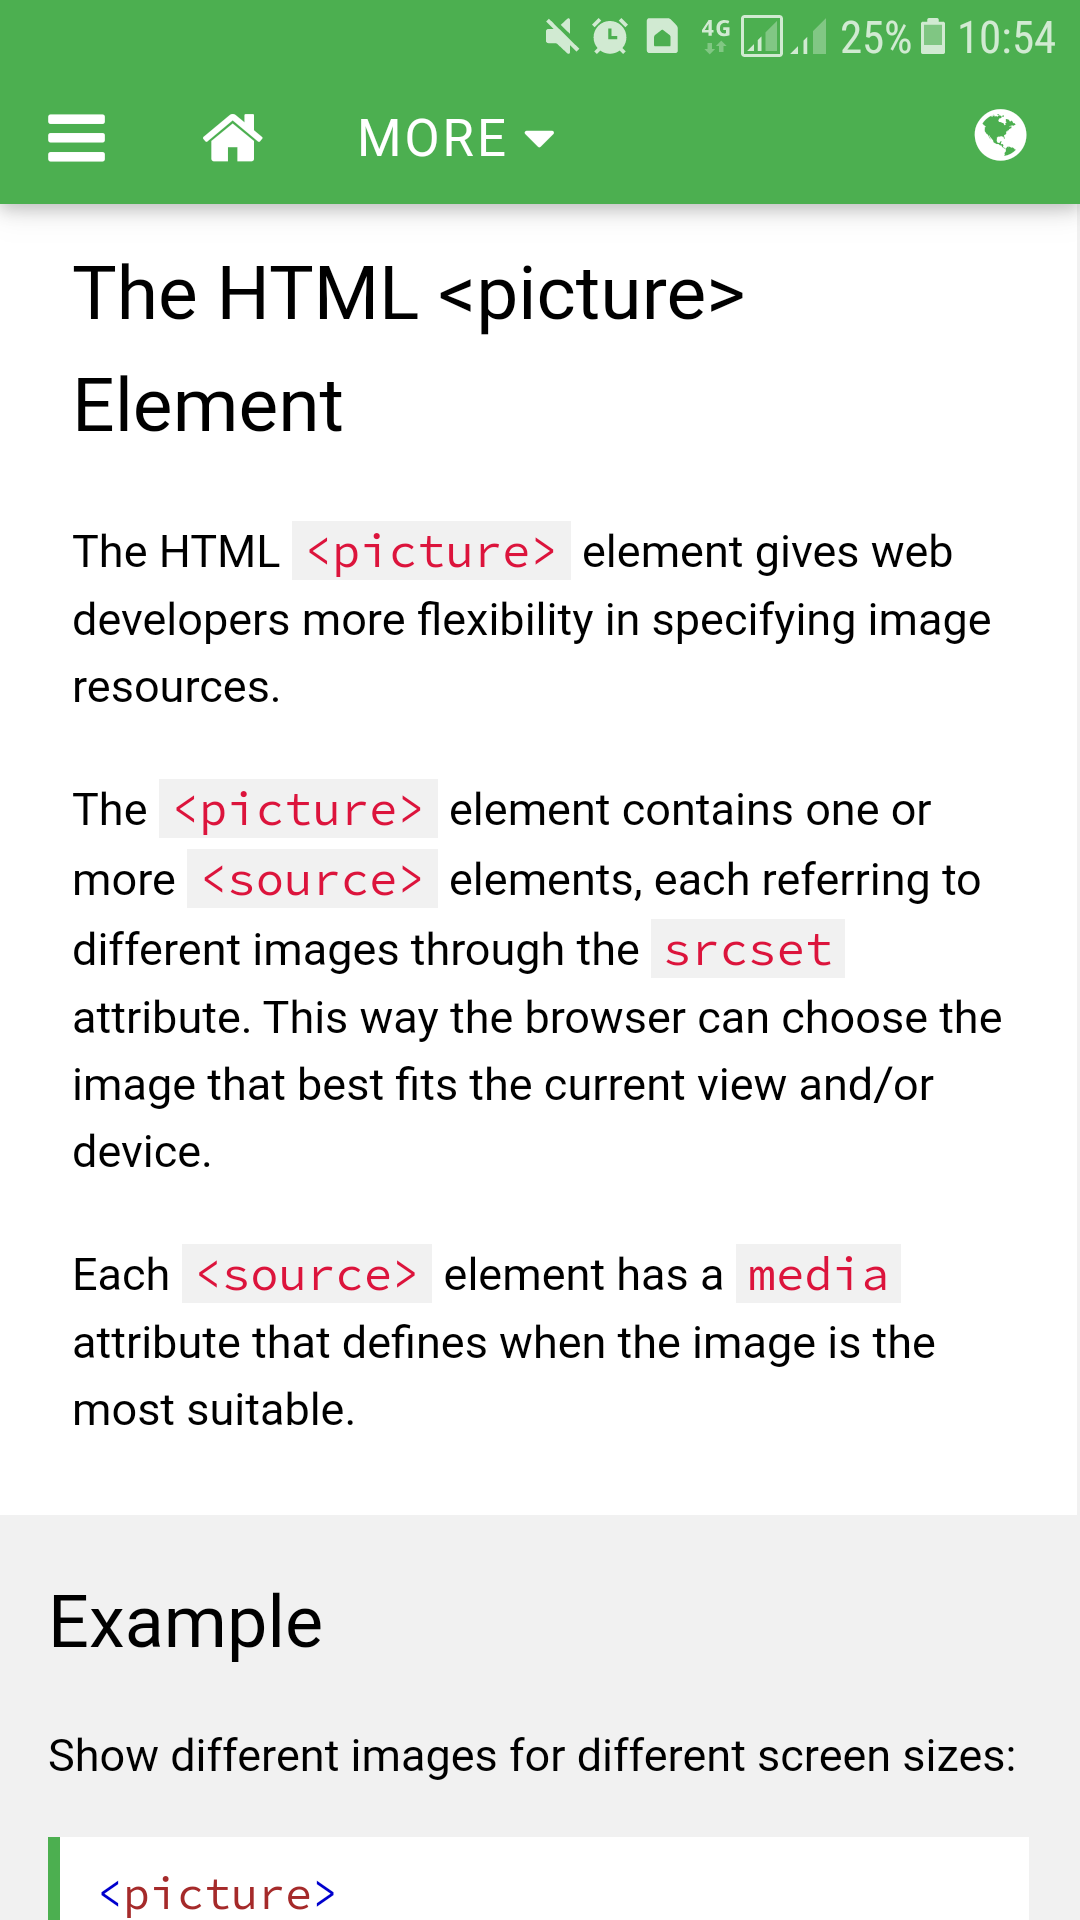 4G 25% 10:54
MORE
The HTML <picture>
Element
The HTML <picture> element gives web
developers more flexibility in specifying image
resources.
The <picture> element contains one or
more <source> elements, each referring to
different images through the srcset
attribute. This way the browser can choose the
image that best fits the current view and/or
device.
Each <source> element has a media
attribute that defines when the image is the
most suitable.
Example
Show different images for different screen sizes:
<picture>